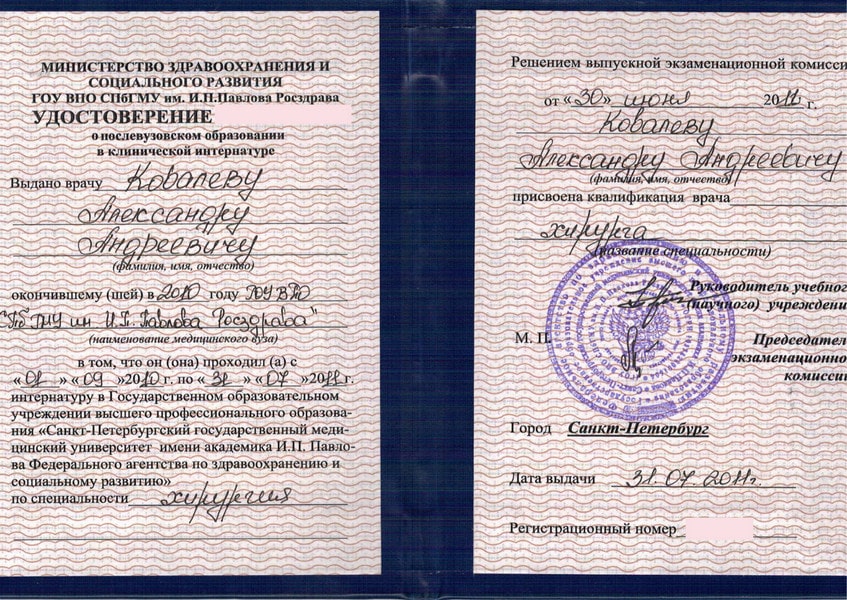 МИНИСТЕРСТВО ЗДРАВООХРАНЕНИЯ И
СОЦИАЛЬНОГО РАЗВИТИЯ
ГОУ ВПО СПбГМУ им. И.П.Павлова Росздрава
УДОСТОВЕРЕНИЕ
о послевузовском образовании
в клинической интернатуре
Выдано врачу Ковалеву
Александру
Андреевичу
(фамилия, имя, отчество)
окончившему (шей) в 2010 году ГОУ ВПО
"СПбГМУ им. И.П. Павлова Росздрава"
(наименование медицинского вуза)
в том, что он (она) проходил (а) с
«01» «09»2010 г. по «31» «07»2011 г.
интернатуру в Государственном образовательном
учреждении высшего профессионального образова-
ния «Санкт-Петербургский государственный меди-
цинский университет имени академика И.П. Павло-
ва Федерального агентства по здравоохранению и
социальному развитию»
по специальности хирургия
Решением выпускной экзаменационной комисси
от «30» июня 2011 г.
Ковалеву
Александру Андреевичу
(фамилия, имя, отчество)
присвоена квалификация врача
хирурга
(название специальности)
Руководитель учебног
(научного) учреждени
М. П.
Председател
экзаменационно
комисси
Город Санкт-Петербург
Дата выдачи 31.07.2011г.
Регистрационный номер